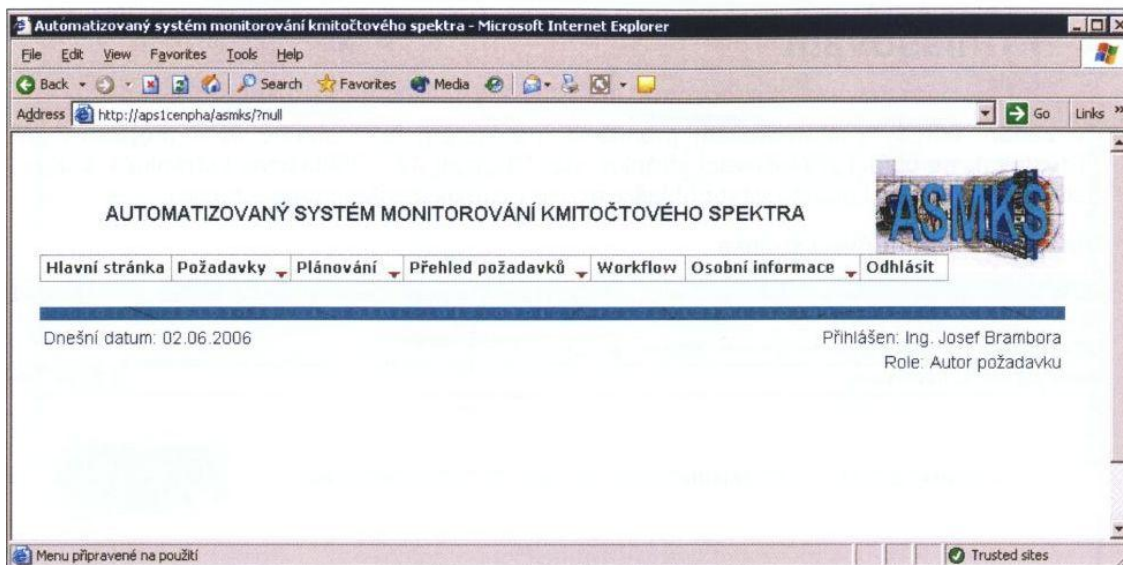 Automatizovaný systém monitorování kmitočtového spektra - Microsoft Internet Explorer
File Edit View Favorites Tools Help
Back Search Favorites Media
Address http://aps1cenpha/asmks/?null Go Links »
AUTOMATIZOVANÝ SYSTÉM MONITOROVÁNÍ KMITOČTOVÉHO SPEKTRA
ASMKS
Hlavní stránka Požadavky Plánování Přehled požadavků Workflow Osobní informace Odhlásit
Dnešní datum: 02.06.2006 Přihlášen: Ing. Josef Brambora
Role: Autor požadavku
Menu připravené na použití Trusted sites